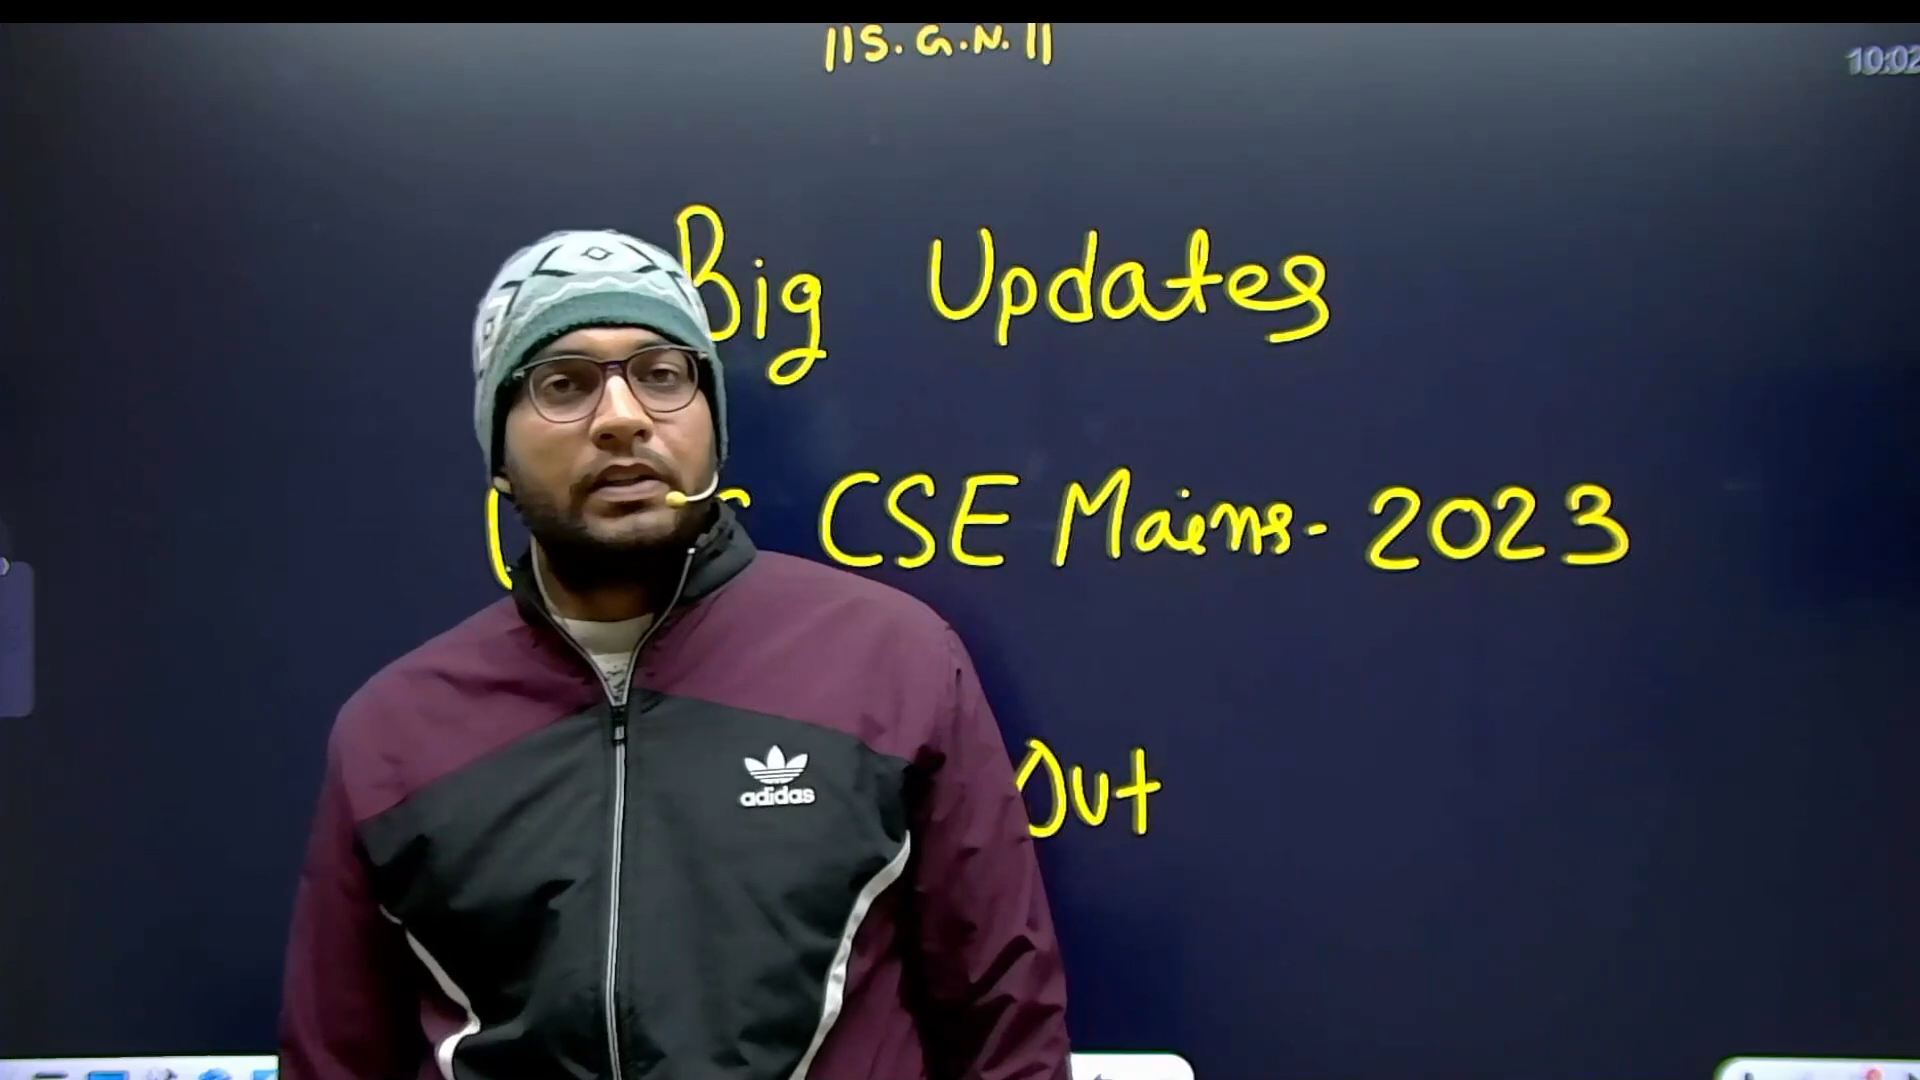 ||S.G.N.||
10:02
Big Updates
CSE Mains-2023
Out
adidas